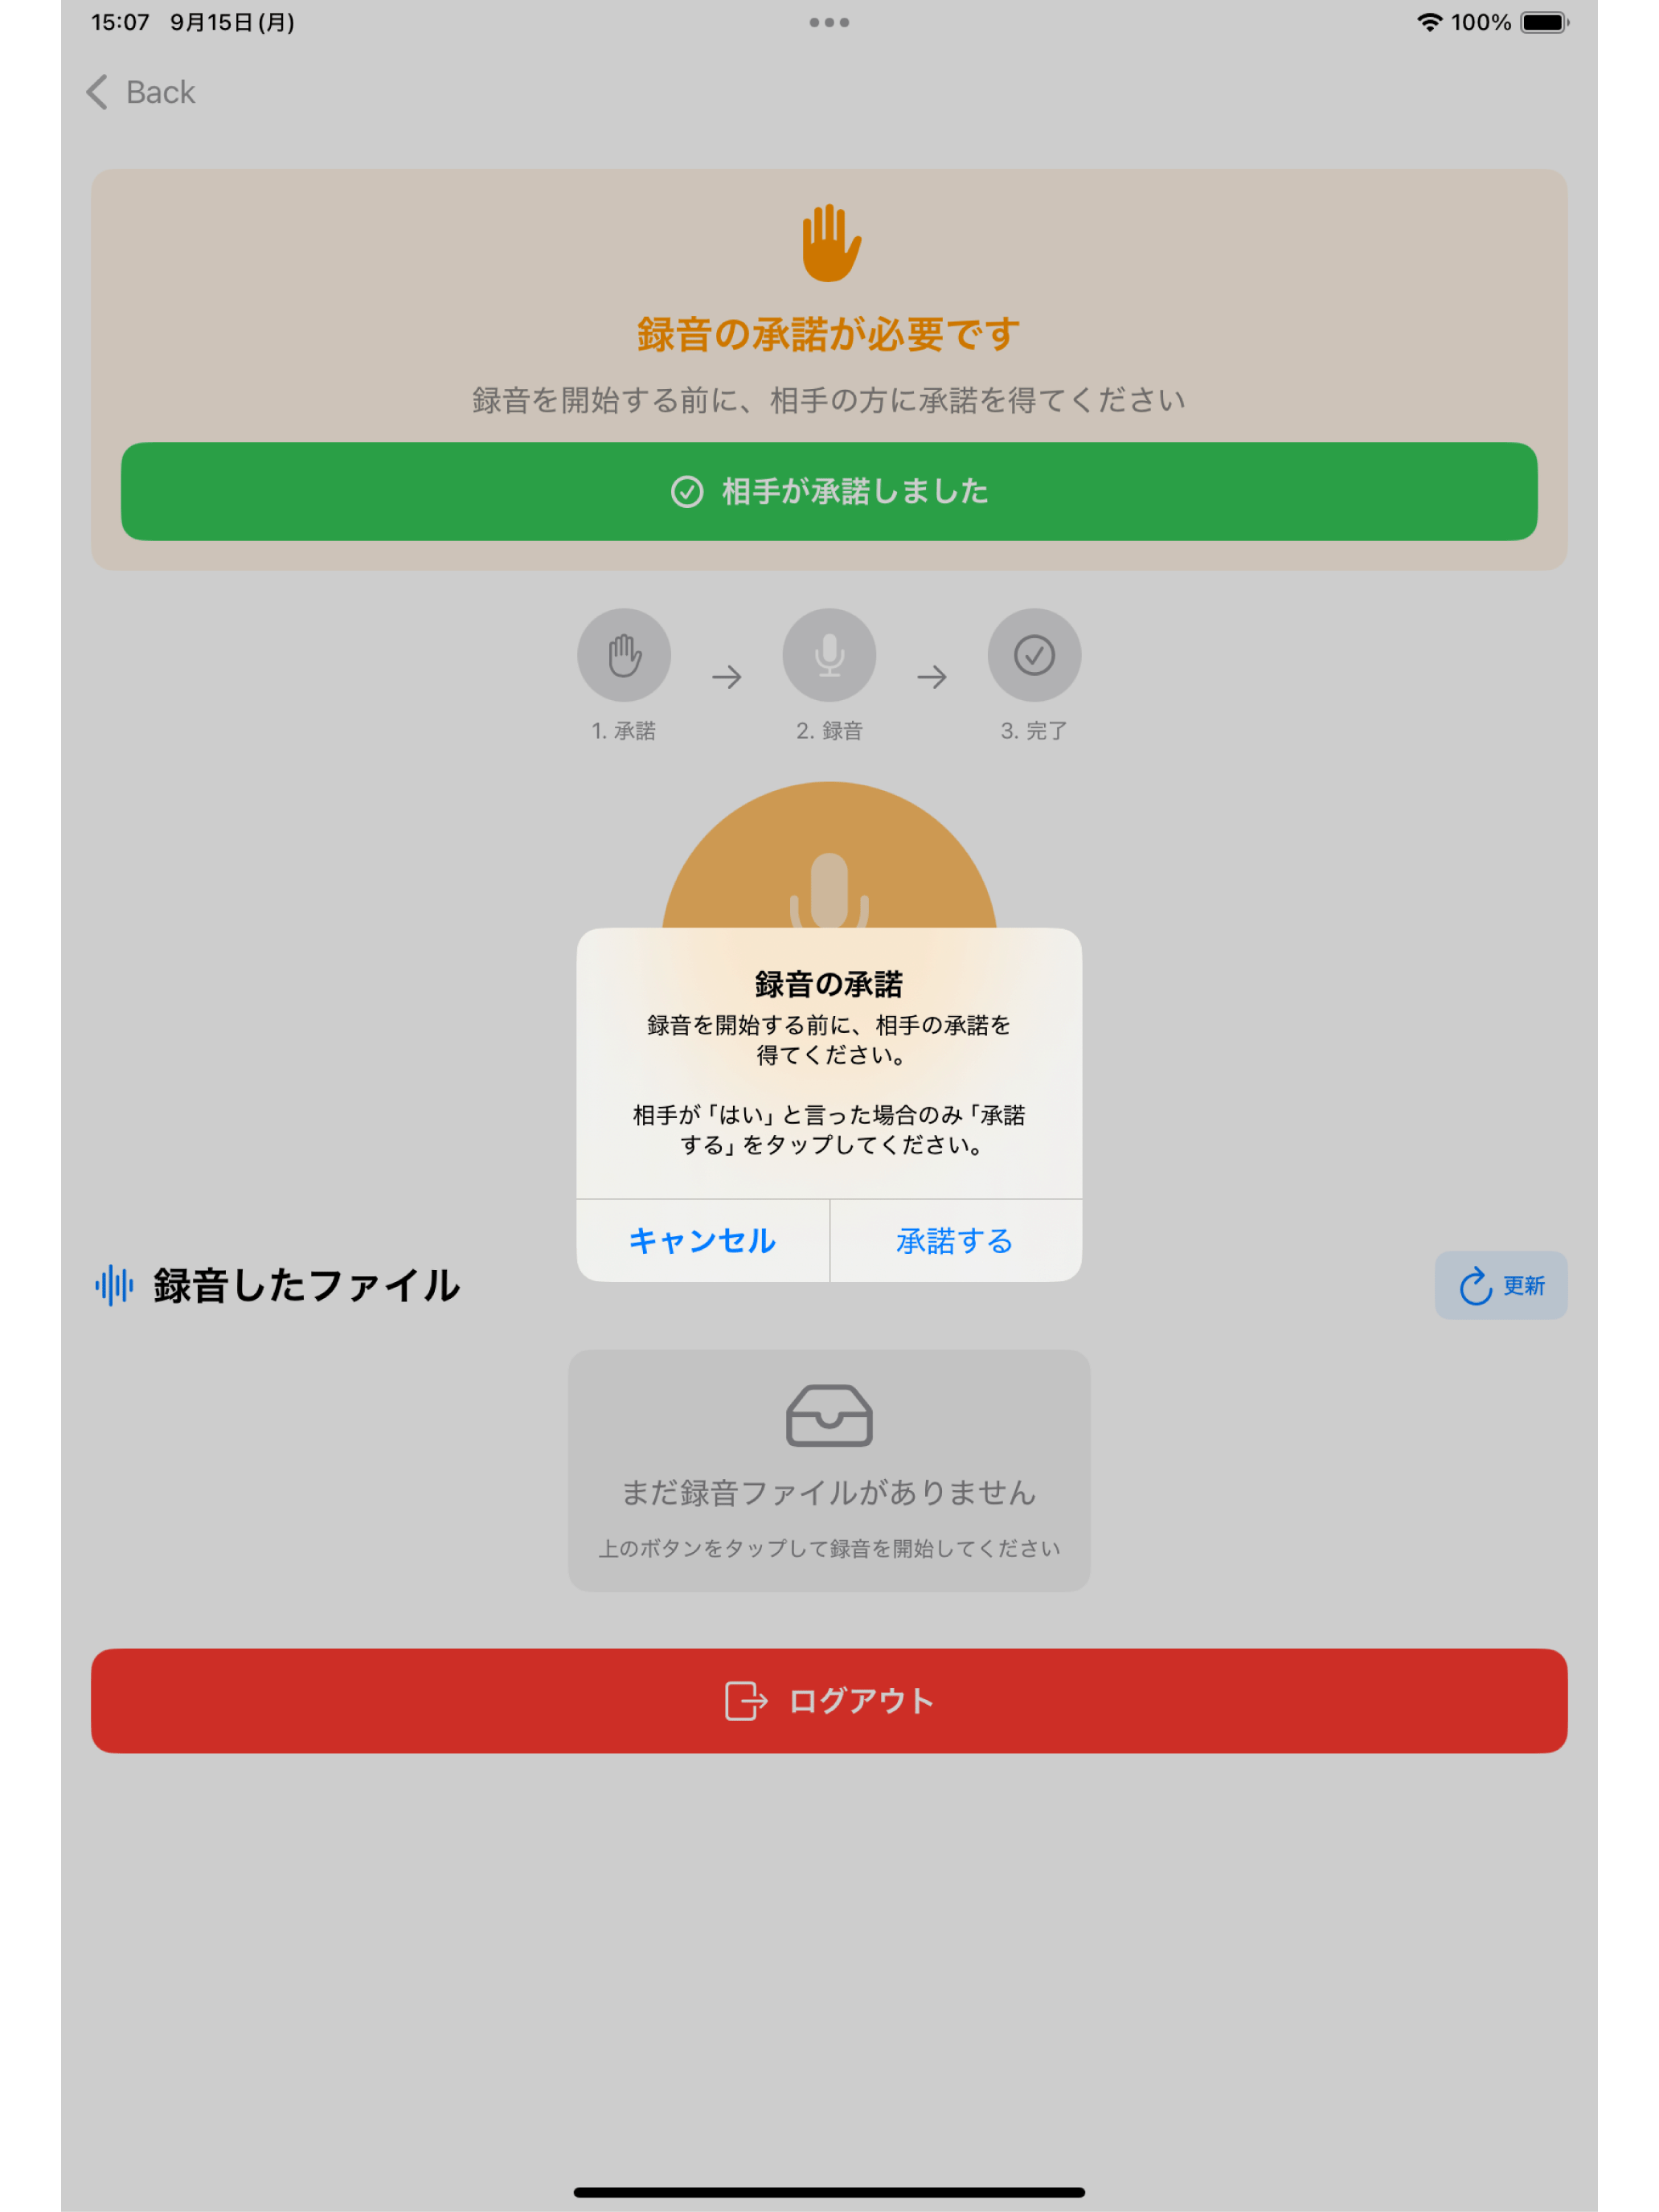 15:07 9月15日(月)
100%
Back
録音の承諾が必要です
録音を開始する前に、相手の方に承諾を得てください
相手が承諾しました
1. 承諾
2. 録音
3. 完了
録音の承諾
録音を開始する前に、相手の承諾を
得てください。
相手が「はい」と言った場合のみ「承諾
する」をタップしてください。
キャンセル
承諾する
録音したファイル
更新
まだ録音ファイルがありません
上のボタンをタップして録音を開始してください
ログアウト